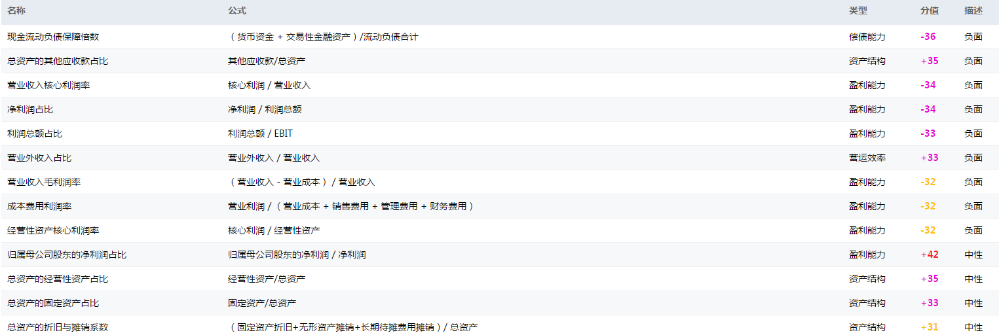 名称 公式 类型 分值 描述
现金流动负债保障倍数 （货币资金 + 交易性金融资产）/流动负债合计 偿债能力 -36 负面
总资产的其他应收款占比 其他应收款/总资产 资产结构 +35 负面
营业收入核心利润率 核心利润 / 营业收入 盈利能力 -34 负面
净利润占比 净利润 / 利润总额 盈利能力 -34 负面
利润总额占比 利润总额 / EBIT 盈利能力 -33 负面
营业外收入占比 营业外收入 / 营业收入 营运效率 +33 负面
营业收入毛利润率 （营业收入 - 营业成本） / 营业收入 盈利能力 -32 负面
成本费用利润率 营业利润 / （营业成本 + 销售费用 + 管理费用 + 财务费用） 盈利能力 -32 负面
经营性资产核心利润率 核心利润 / 经营性资产 盈利能力 -32 负面
归属母公司股东的净利润占比 归属母公司股东的净利润 / 净利润 盈利能力 +42 中性
总资产的经营性资产占比 经营性资产/总资产 资产结构 +35 中性
总资产的固定资产占比 固定资产/总资产 资产结构 +33 中性
总资产的折旧与摊销系数 （固定资产折旧+无形资产摊销+长期待摊费用摊销）/ 总资产 资产结构 +31 中性